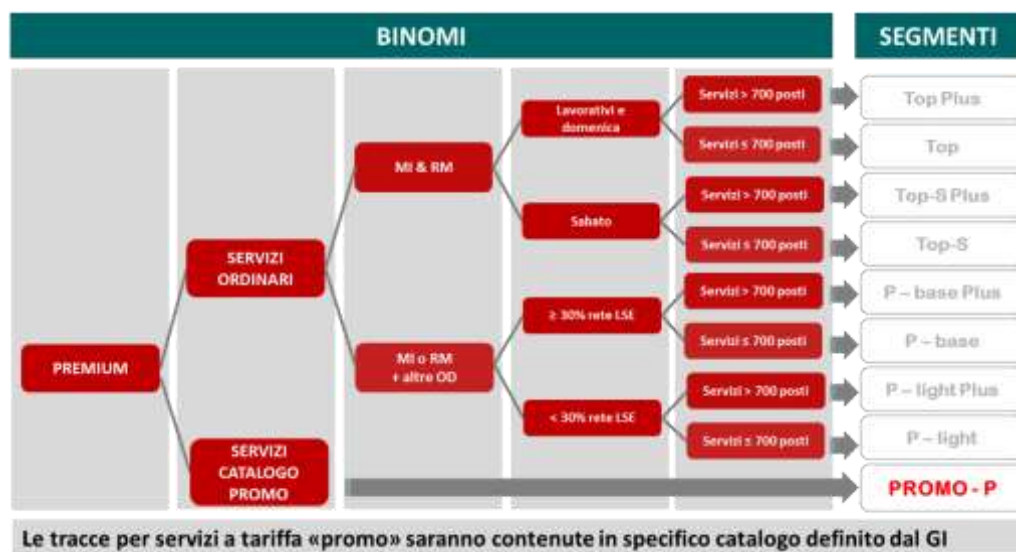 BINOMI
SEGMENTI
PREMIUM
SERVIZI
ORDINARI
SERVIZI
CATALOGO
PROMO
MI & RM
MI o RM
+ altre OD
Lavorativi e
domenica
Sabato
≥ 30% rete LSE
< 30% rete LSE
Servizi > 700 posti
Servizi ≤ 700 posti
Servizi > 700 posti
Servizi ≤ 700 posti
Servizi > 700 posti
Servizi ≤ 700 posti
Servizi > 700 posti
Servizi ≤ 700 posti
Top Plus
Top
Top-S Plus
Top-S
P – base Plus
P – base
P – light Plus
P – light
PROMO - P
Le tracce per servizi a tariffa «promo» saranno contenute in specifico catalogo definito dal GI